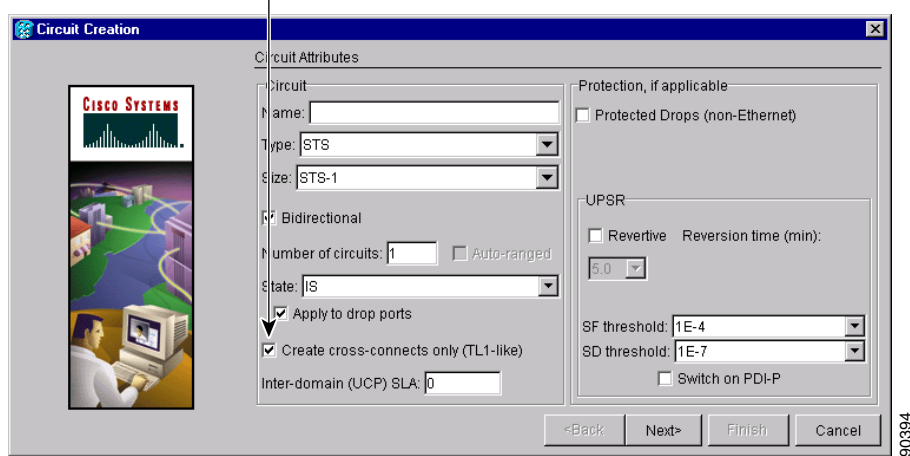 Circuit Creation
Circuit Attributes
CISCO SYSTEMS
Circuit
Name:
Type: STS
Size: STS-1
Bidirectional
Number of circuits: 1 Auto-ranged
State: IS
Apply to drop ports
Create cross-connects only (TL1-like)
Inter-domain (UCP) SLA: 0
Protection, if applicable
Protected Drops (non-Ethernet)
UPSR
Revertive Reversion time (min):
5.0
SF threshold: 1E-4
SD threshold: 1E-7
Switch on PDI-P
<Back Next> Finish Cancel
90394